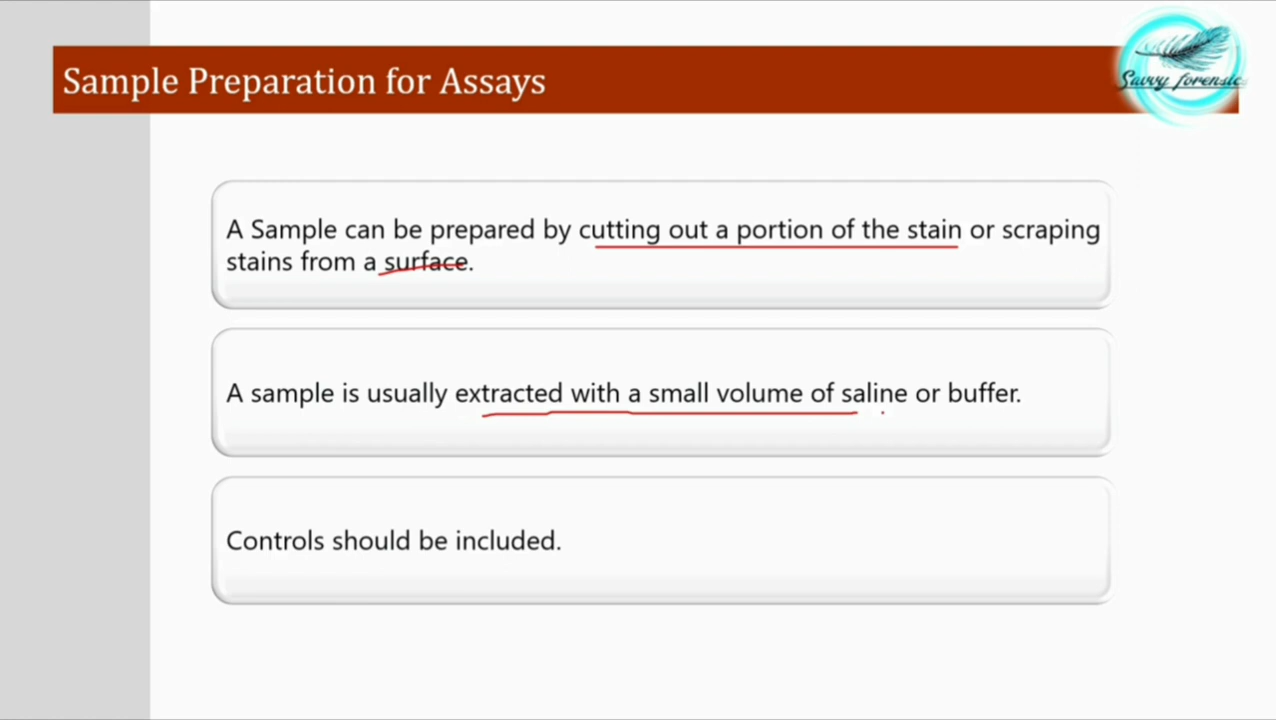 Sample Preparation for Assays
Savvy forensics
A Sample can be prepared by cutting out a portion of the stain or scraping
stains from a surface.
A sample is usually extracted with a small volume of saline or buffer.
Controls should be included.